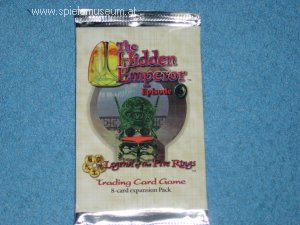 www.spielemuseum.at
The
Hidden
Emperor
Episode
Legend of the Five Rings
Trading Card Game
8-card expansion Pack